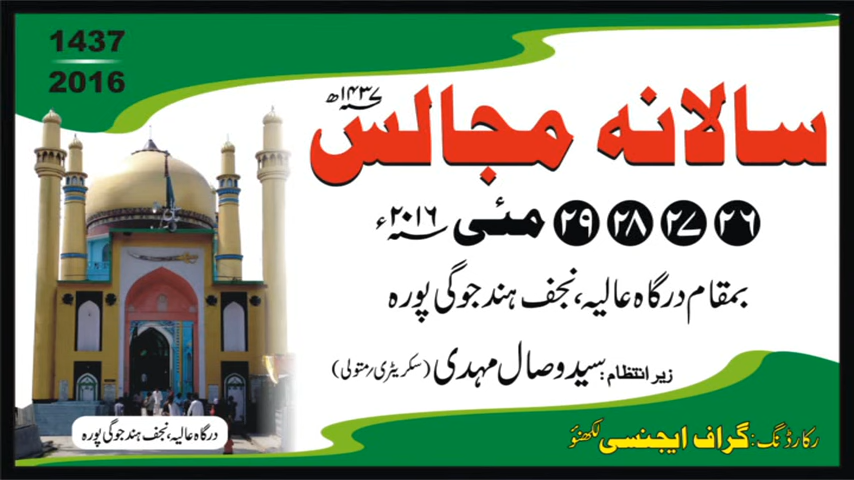 1437
2016
سالانہ مجالس ۱۴۳۷ھ
۲۶ ۲۷ ۲۸ ۲۹ مئی ۲۰۱۶ء
بمقام درگاہ عالیہ، نجف ہند جوگی پورہ
زیر انتظام: سید وصال مہدی (سکریٹری/متولی)
درگاہ عالیہ، نجف ہند جوگی پورہ
رکارڈنگ: گراف ایجنسی لکھنؤ